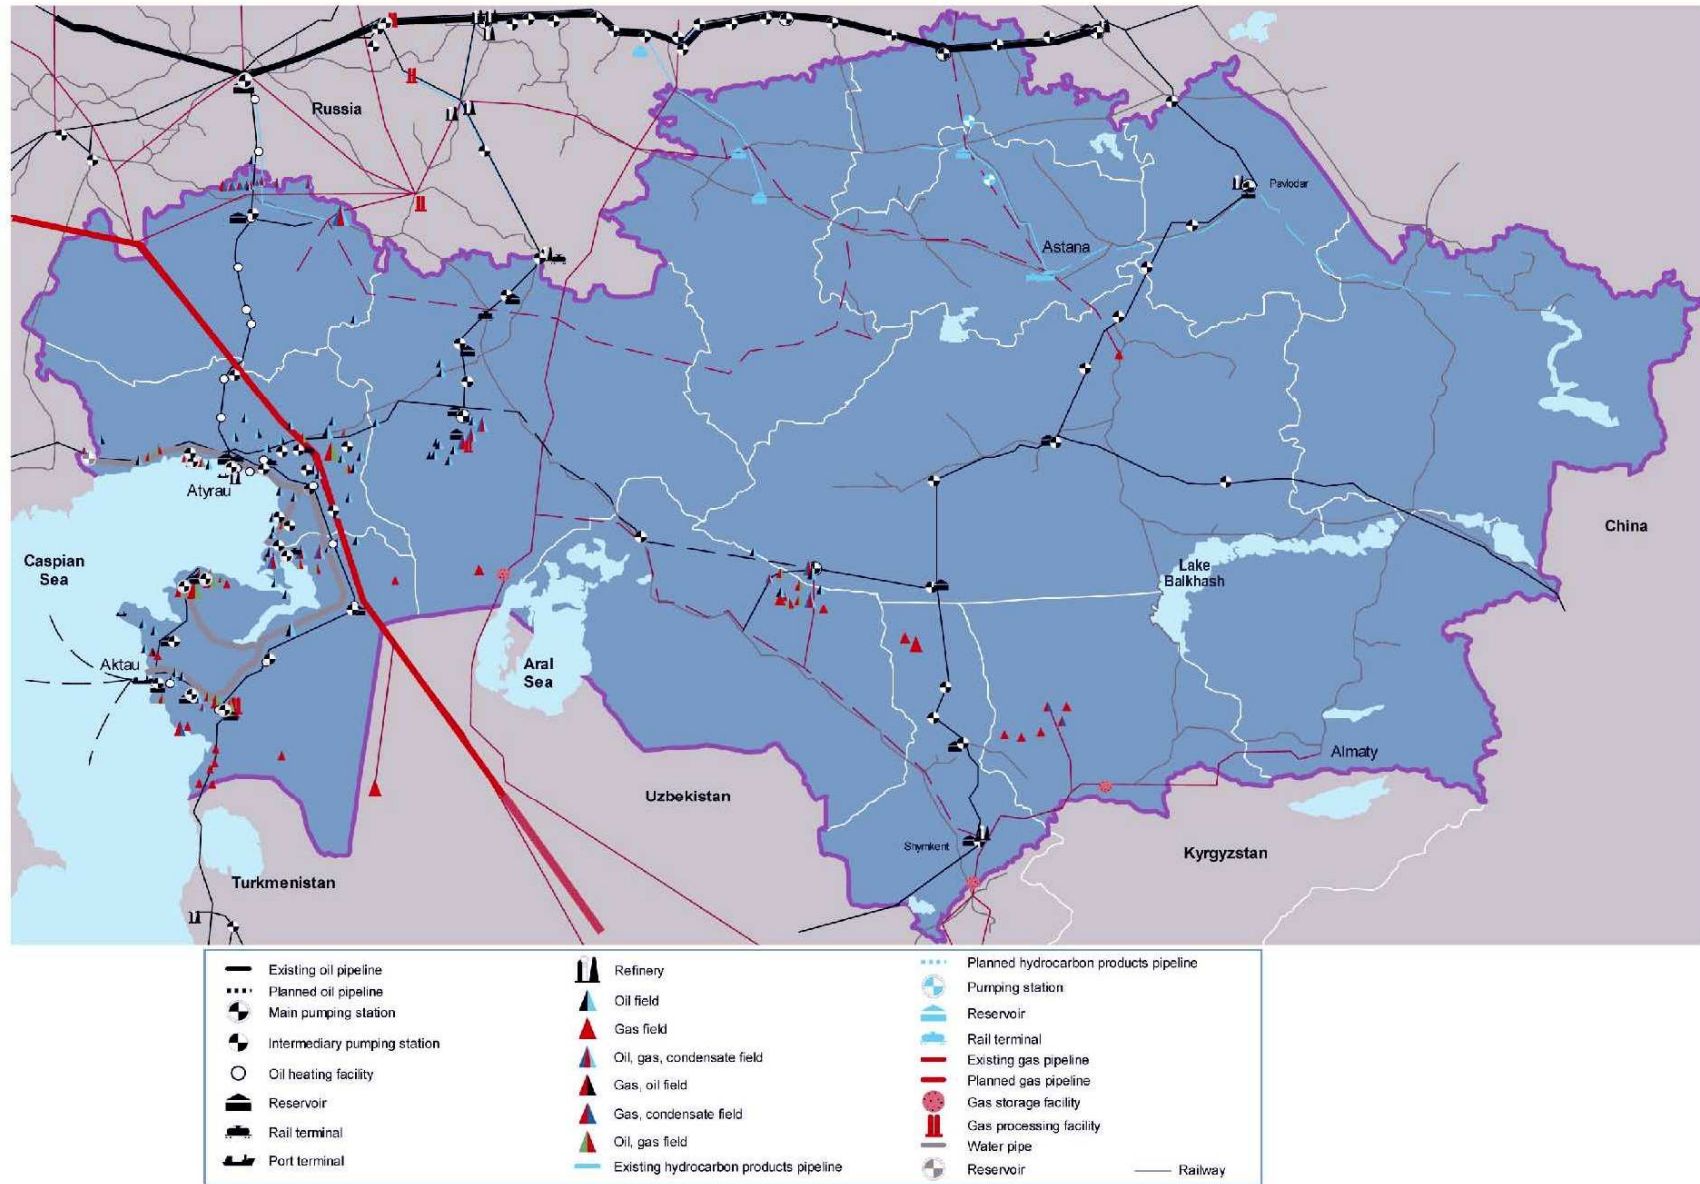 Russia
Pavlodar
Astana
Atyrau
China
Caspian
Sea
Lake
Balkhash
Aktau
Aral
Sea
Almaty
Uzbekistan
Shymkent
Kyrgyzstan
Turkmenistan
Existing oil pipeline
Planned oil pipeline
Main pumping station
Intermediary pumping station
Oil heating facility
Reservoir
Rail terminal
Port terminal
Refinery
Oil field
Gas field
Oil, gas, condensate field
Gas, oil field
Gas, condensate field
Oil, gas field
Existing hydrocarbon products pipeline
Planned hydrocarbon products pipeline
Pumping station
Reservoir
Rail terminal
Existing gas pipeline
Planned gas pipeline
Gas storage facility
Gas processing facility
Water pipe
Reservoir
Railway